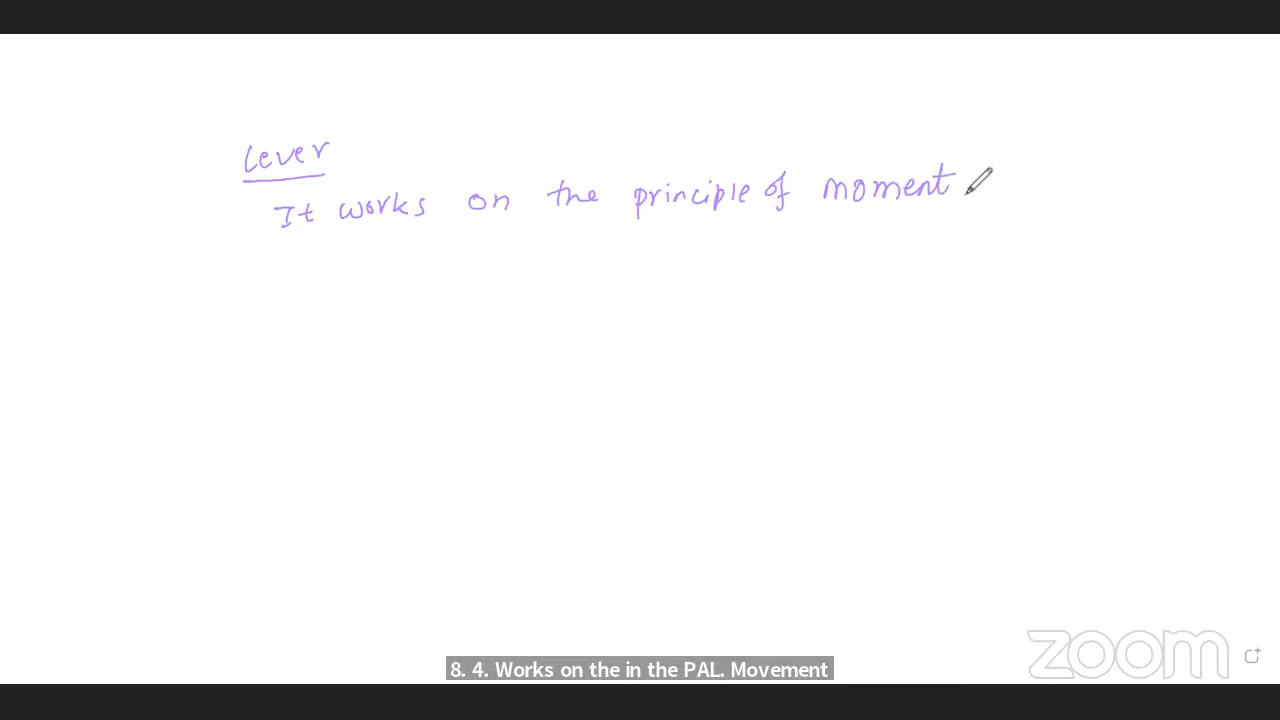 Lever
It works on the principle of moment
8. 4. Works on the in the PAL. Movement
zoom